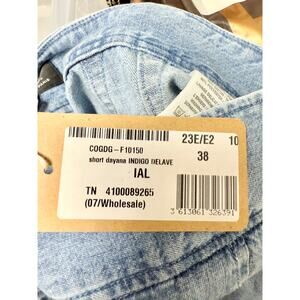 COGDG-F10150
short dayana INDIGO DELAVE
IAL
TN 4100089265
(07/Wholesale)
23E/E2 10
38
3 613061 326391